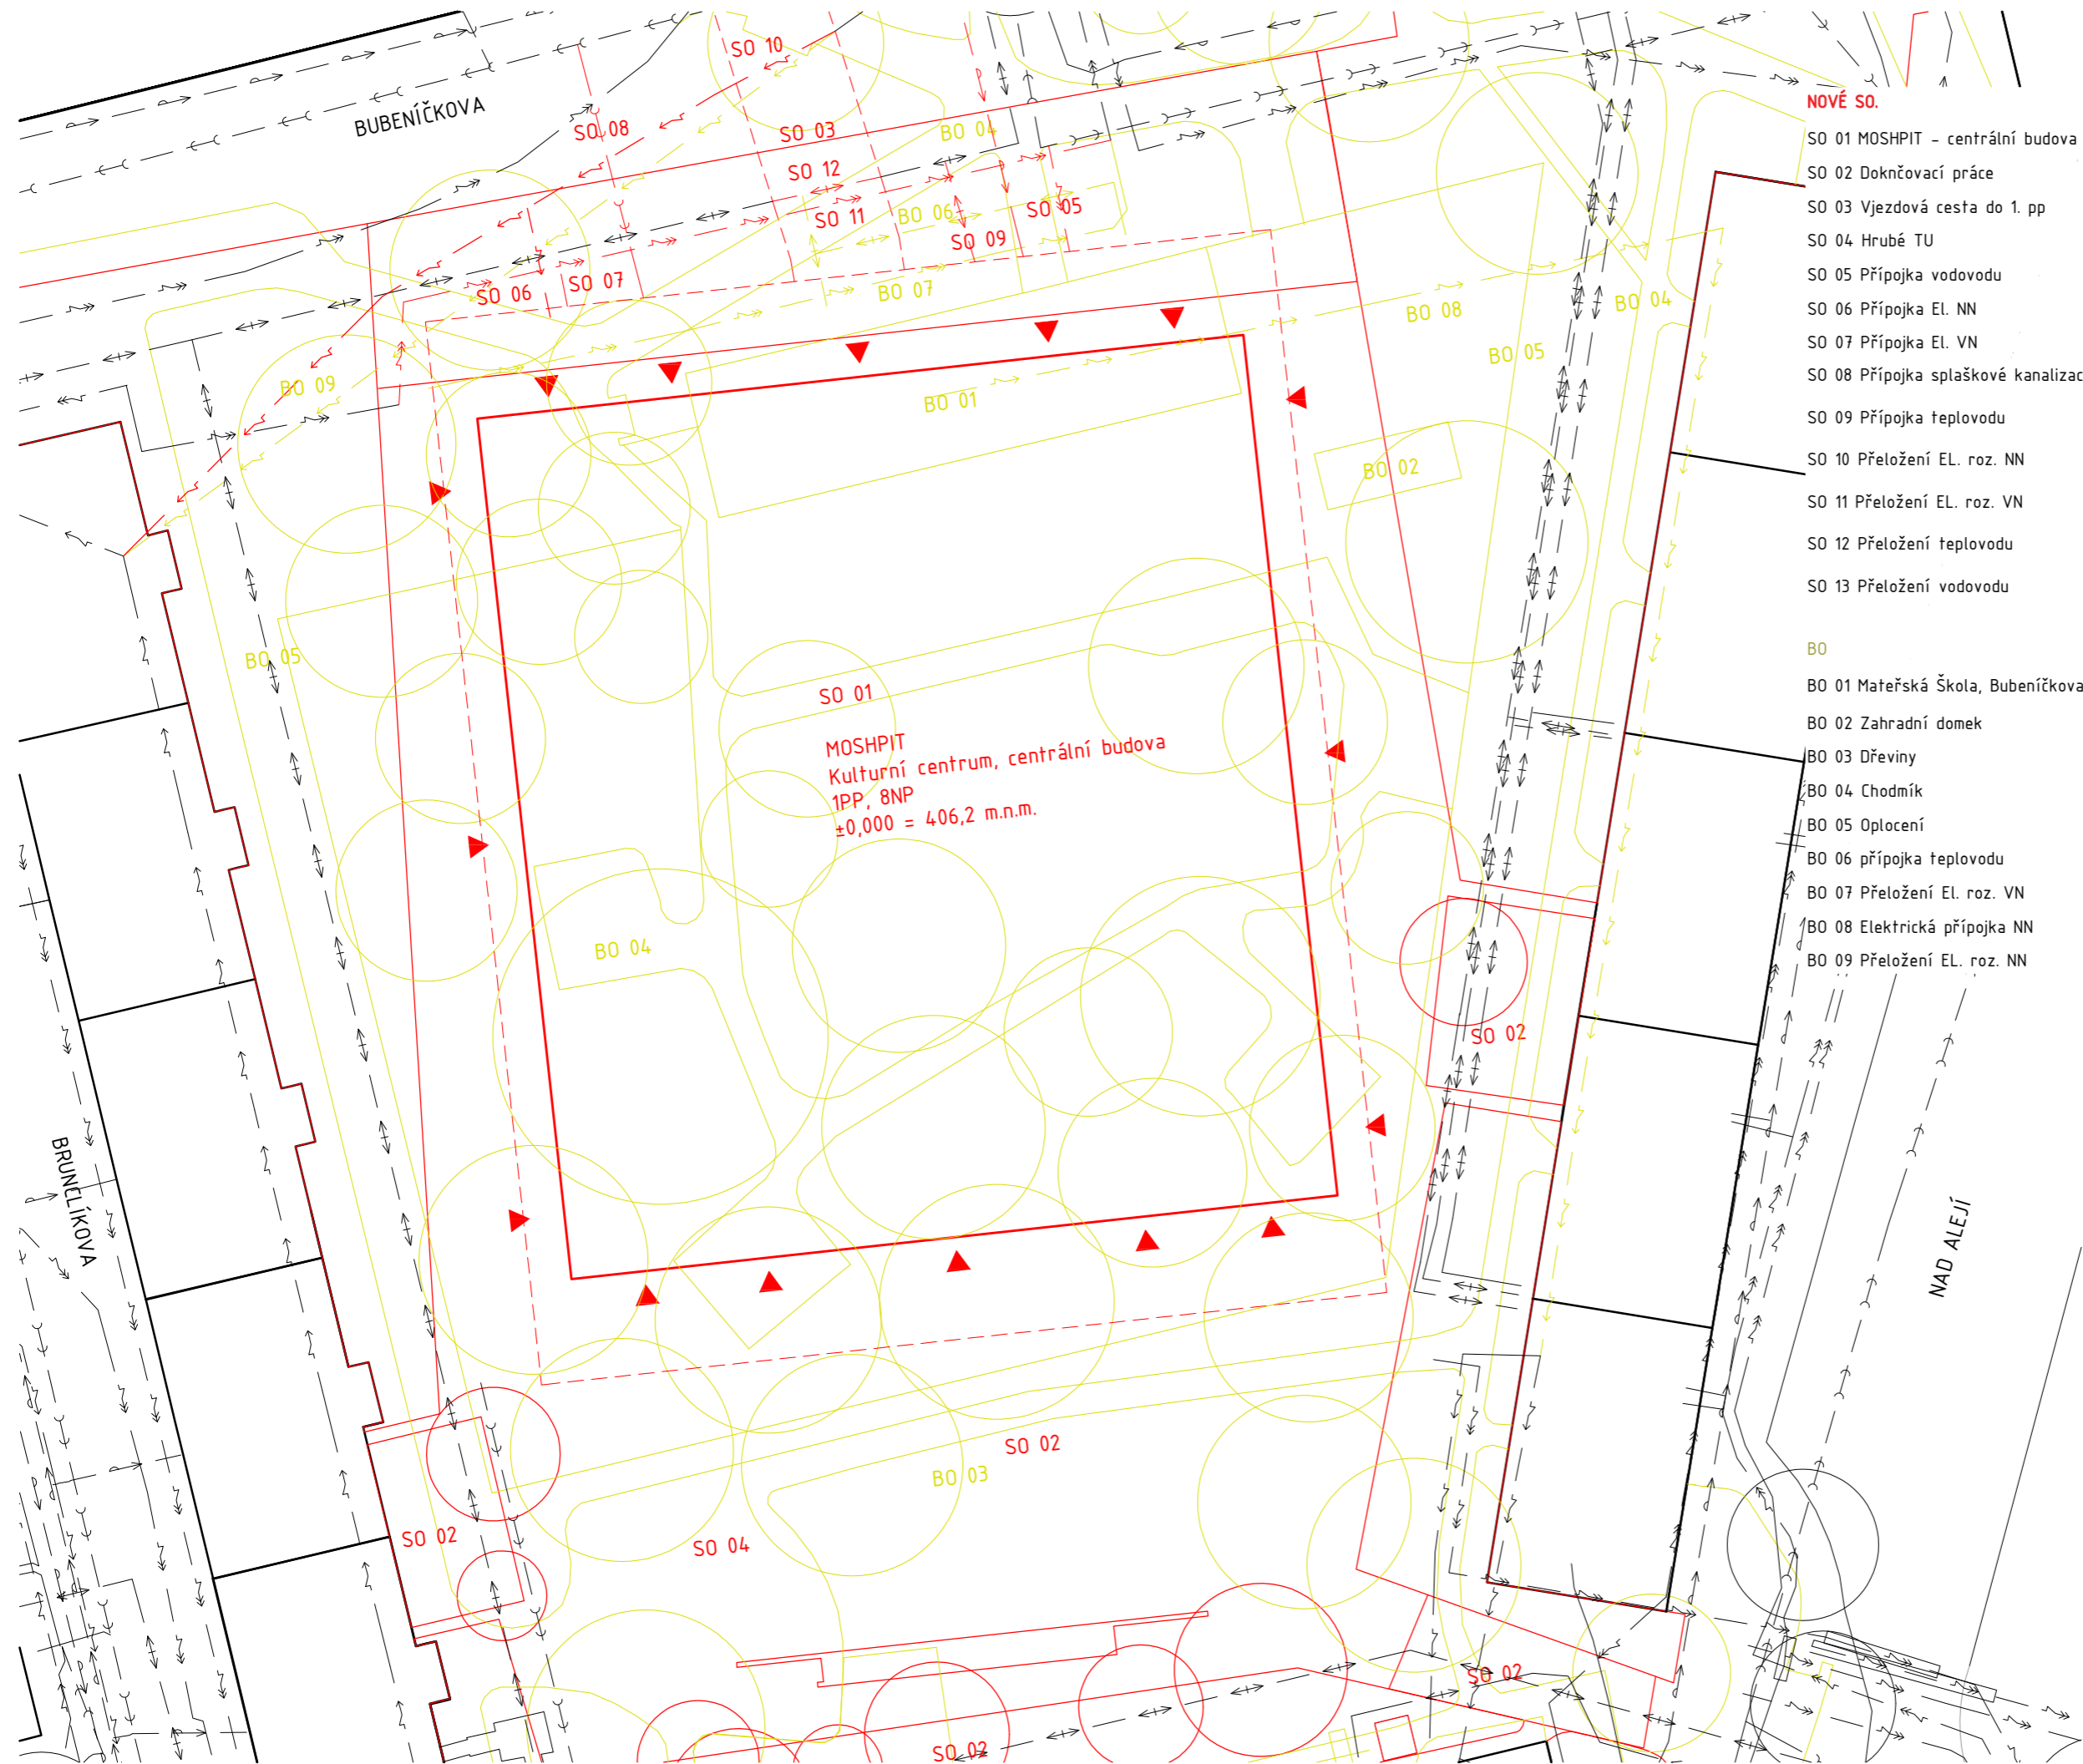 SO 10
BUBENÍČKOVA
SO 08
SO 03
BO 04
SO 12
SO 11
BO 06
SO 05
SO 09
SO 06
SO 07
BO 07
BO 08
BO 04
BO 05
BO 09
BO 01
BO 02
BO 05
SO 01
MOSHPIT
Kulturní centrum, centrální budova
1PP, 8NP
±0,000 = 406,2 m.n.m.
BO 04
SO 02
BRUNCLÍKOVA
NAD ALEJÍ
SO 02
BO 03
SO 02
SO 04
SO 02
SO 02
NOVÉ SO.
SO 01 MOSHPIT - centrální budova
SO 02 Doknčovací práce
SO 03 Vjezdová cesta do 1. pp
SO 04 Hrubé TU
SO 05 Přípojka vodovodu
SO 06 Přípojka El. NN
SO 07 Přípojka El. VN
SO 08 Přípojka splaškové kanalizac
SO 09 Přípojka teplovodu
SO 10 Přeložení EL. roz. NN
SO 11 Přeložení EL. roz. VN
SO 12 Přeložení teplovodu
SO 13 Přeložení vodovodu
BO
BO 01 Mateřská Škola, Bubeníčkova
BO 02 Zahradní domek
BO 03 Dřeviny
BO 04 Chodmík
BO 05 Oplocení
BO 06 přípojka teplovodu
BO 07 Přeložení El. roz. VN
BO 08 Elektrická přípojka NN
BO 09 Přeložení EL. roz. NN